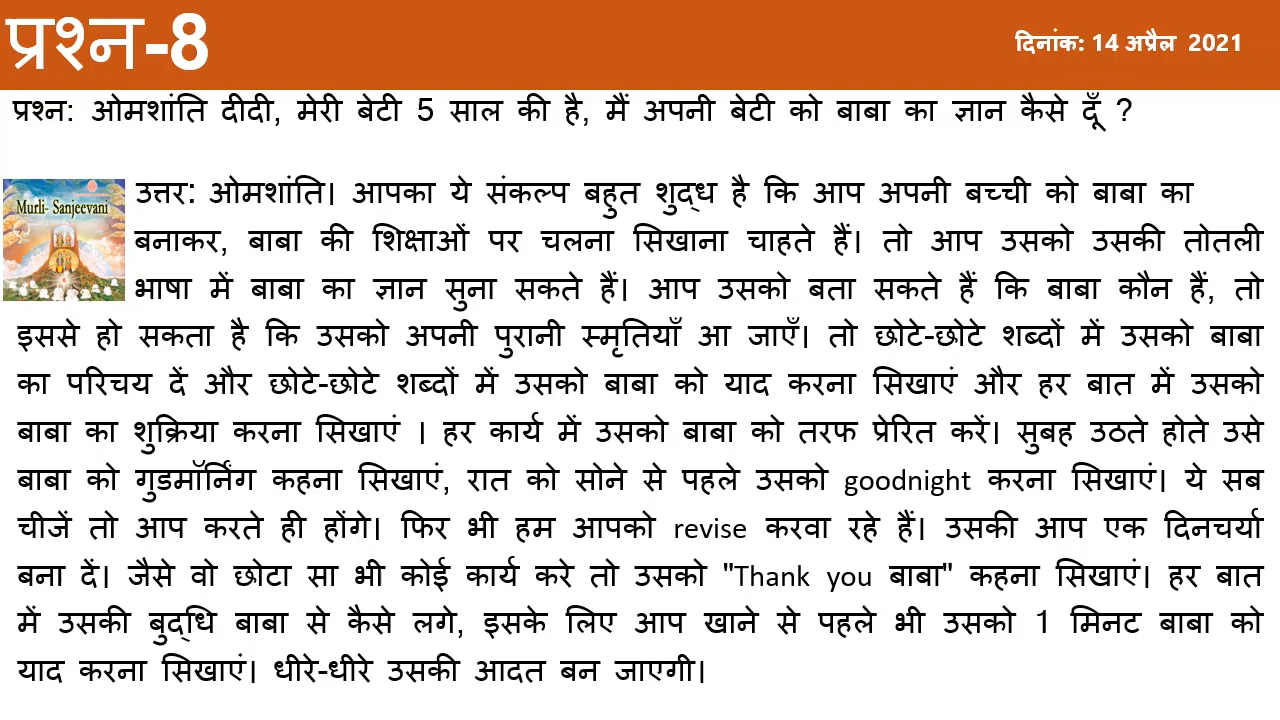 प्रश्न-8
दिनांक: 14 अप्रैल 2021
प्रश्न: ओमशांति दीदी, मेरी बेटी 5 साल की है, मैं अपनी बेटी को बाबा का ज्ञान कैसे दूँ ?
Murli- Sanjeevani
उत्तर: ओमशांति। आपका ये संकल्प बहुत शुद्ध है कि आप अपनी बच्ची को बाबा का
बनाकर, बाबा की शिक्षाओं पर चलना सिखाना चाहते हैं। तो आप उसको उसकी तोतली
भाषा में बाबा का ज्ञान सुना सकते हैं। आप उसको बता सकते हैं कि बाबा कौन हैं, तो
इससे हो सकता है कि उसको अपनी पुरानी स्मृतियाँ आ जाएँ। तो छोटे-छोटे शब्दों में उसको बाबा
का परिचय दें और छोटे-छोटे शब्दों में उसको बाबा को याद करना सिखाएं और हर बात में उसको
बाबा का शुक्रिया करना सिखाएं । हर कार्य में उसको बाबा को तरफ प्रेरित करें। सुबह उठते होते उसे
बाबा को गुडमॉर्निंग कहना सिखाएं, रात को सोने से पहले उसको goodnight करना सिखाएं। ये सब
चीजें तो आप करते ही होंगे। फिर भी हम आपको revise करवा रहे हैं। उसकी आप एक दिनचर्या
बना दें। जैसे वो छोटा सा भी कोई कार्य करे तो उसको "Thank you बाबा" कहना सिखाएं। हर बात
में उसकी बुद्धि बाबा से कैसे लगे, इसके लिए आप खाने से पहले भी उसको 1 मिनट बाबा को
याद करना सिखाएं। धीरे-धीरे उसकी आदत बन जाएगी।